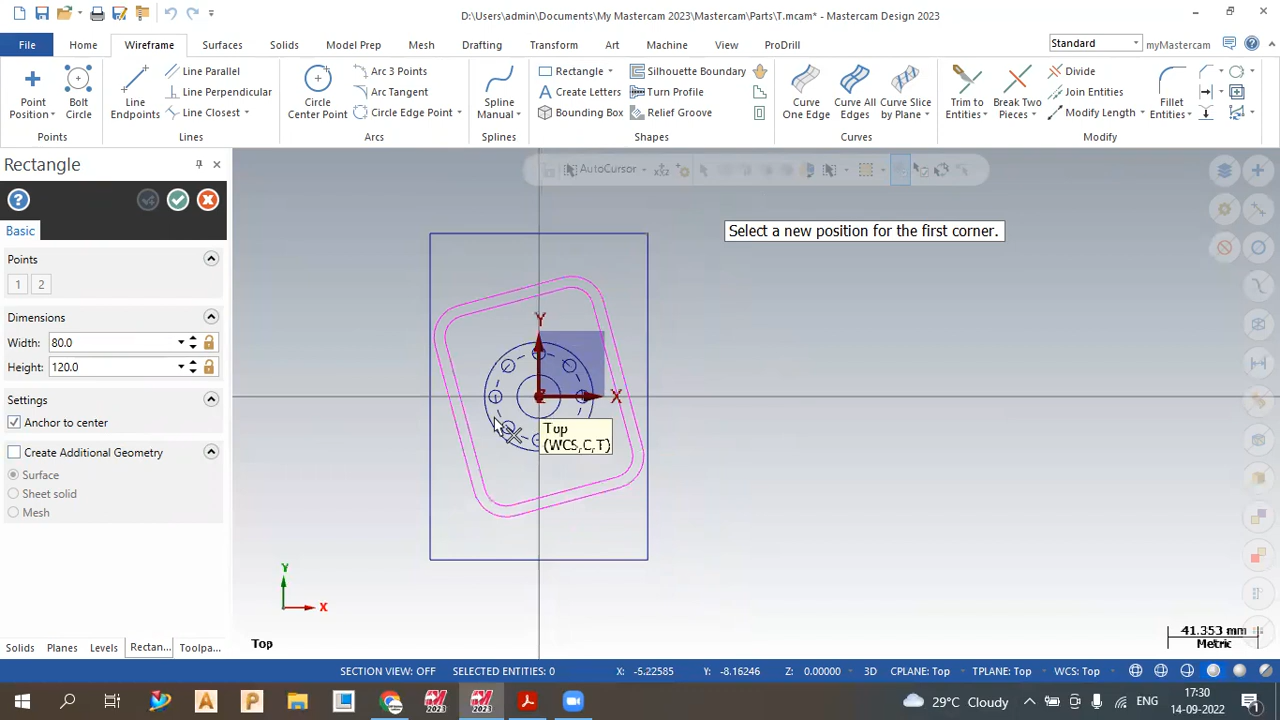 D:\Users\admin\Documents\My Mastercam 2023\Mastercam\Parts\T.mcam* - Mastercam Design 2023
File Home Wireframe Surfaces Solids Model Prep Mesh Drafting Transform Art Machine View ProDrill Standard myMastercam
Point Position
Bolt Circle
Points
Line Endpoints
Line Parallel
Line Perpendicular
Line Closest
Lines
Circle Center Point
Arc 3 Points
Arc Tangent
Circle Edge Point
Arcs
Spline Manual
Splines
Rectangle
Create Letters
Bounding Box
Silhouette Boundary
Turn Profile
Relief Groove
Shapes
Curve One Edge
Curve All Edges
Curve Slice by Plane
Curves
Trim to Entities
Break Two Pieces
Divide
Join Entities
Modify Length
Fillet Entities
Modify
Rectangle
Basic
Points
1 2
Dimensions
Width: 80.0
Height: 120.0
Settings
Anchor to center
Create Additional Geometry
Surface
Sheet solid
Mesh
AutoCursor
Select a new position for the first corner.
Y
X
Z
Top
(WCS,C,T)
Y
X
Top
41.353 mm
Metric
Solids Planes Levels Rectan... Toolpa...
SECTION VIEW: OFF SELECTED ENTITIES: 0 X: -5.22585 Y: -8.16246 Z: 0.00000 3D CPLANE: Top TPLANE: Top WCS: Top
29°C Cloudy ENG 17:30
14-09-2022